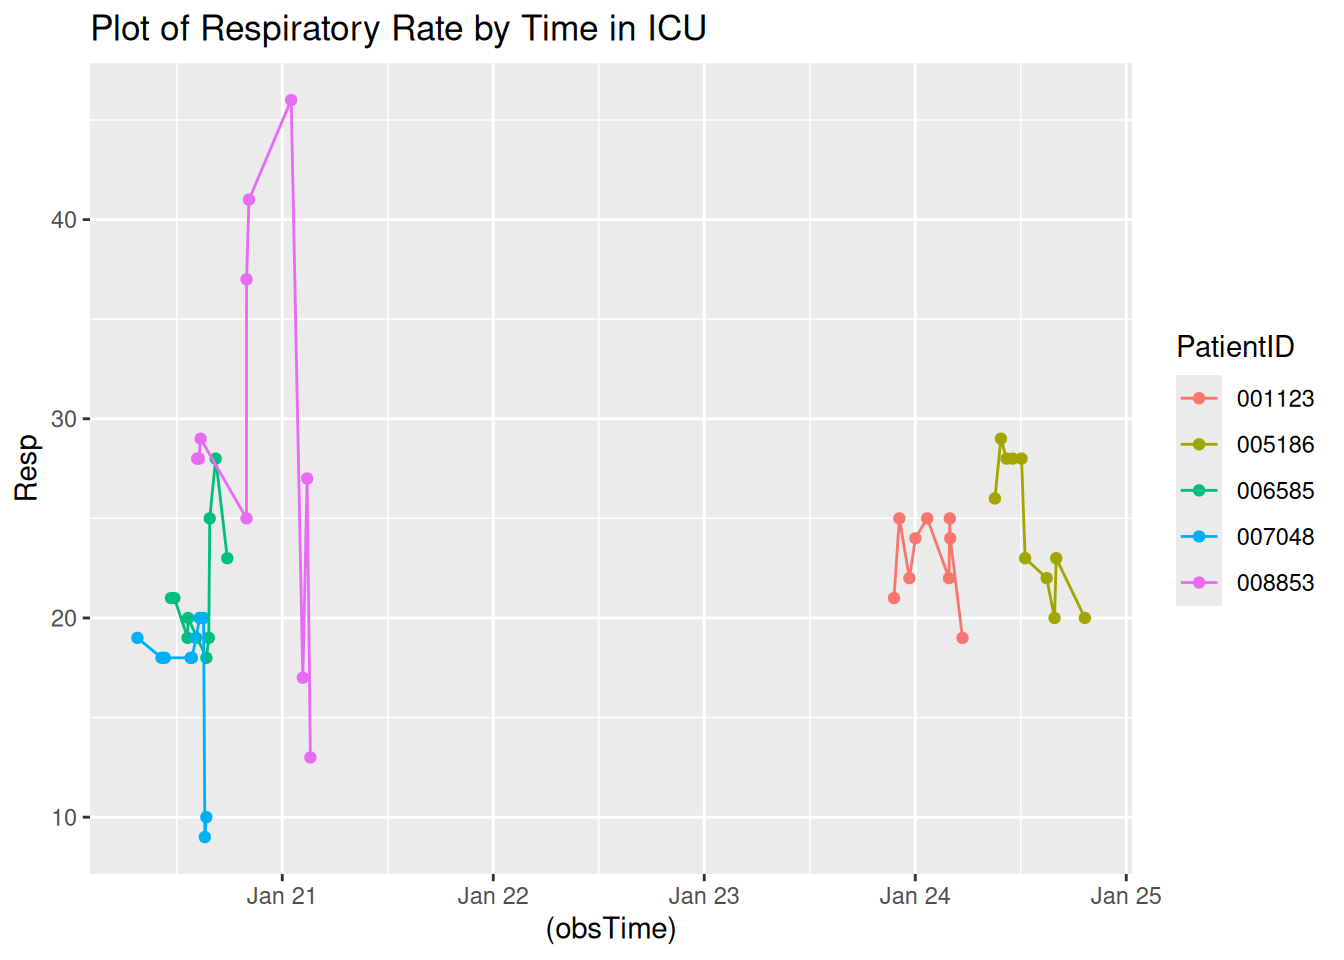 Plot of Respiratory Rate by Time in ICU
Resp
40
30
20
10
Jan 21
Jan 22
Jan 23
Jan 24
Jan 25
(obsTime)
PatientID
001123
005186
006585
007048
008853